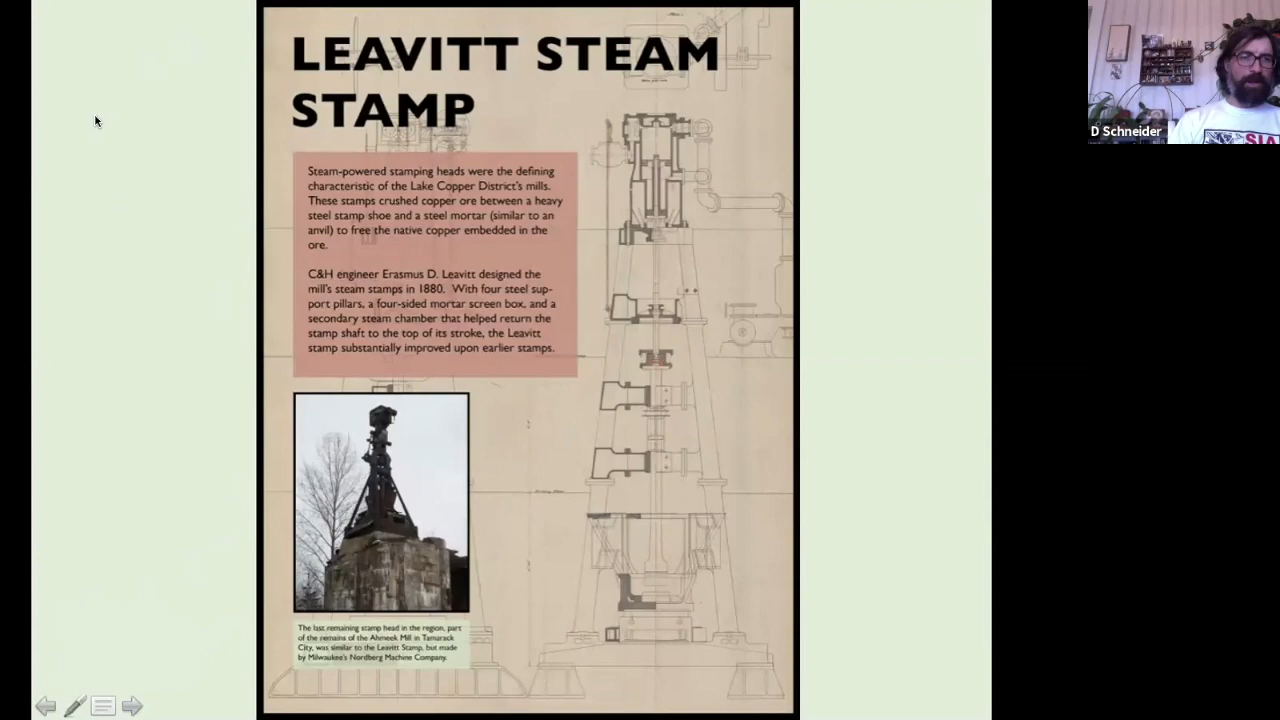 LEAVITT STEAM
STAMP
Steam-powered stamping heads were the defining
characteristic of the Lake Copper District's mills.
These stamps crushed copper ore between a heavy
steel stamp shoe and a steel mortar (similar to an
anvil) to free the native copper embedded in the
ore.
C&H engineer Erasmus D. Leavitt designed the
mill's steam stamps in 1880. With four steel sup-
port pillars, a four-sided mortar screen box, and a
secondary steam chamber that helped return the
stamp shaft to the top of its stroke, the Leavitt
stamp substantially improved upon earlier stamps.
The last remaining stamp head in the region, part
of the remains of the Ahmeek Mill in Tamarack
City, was similar to the Leavitt Stamp, but made
by Milwaukee's Nordberg Machine Company.
D Schneider
SIA